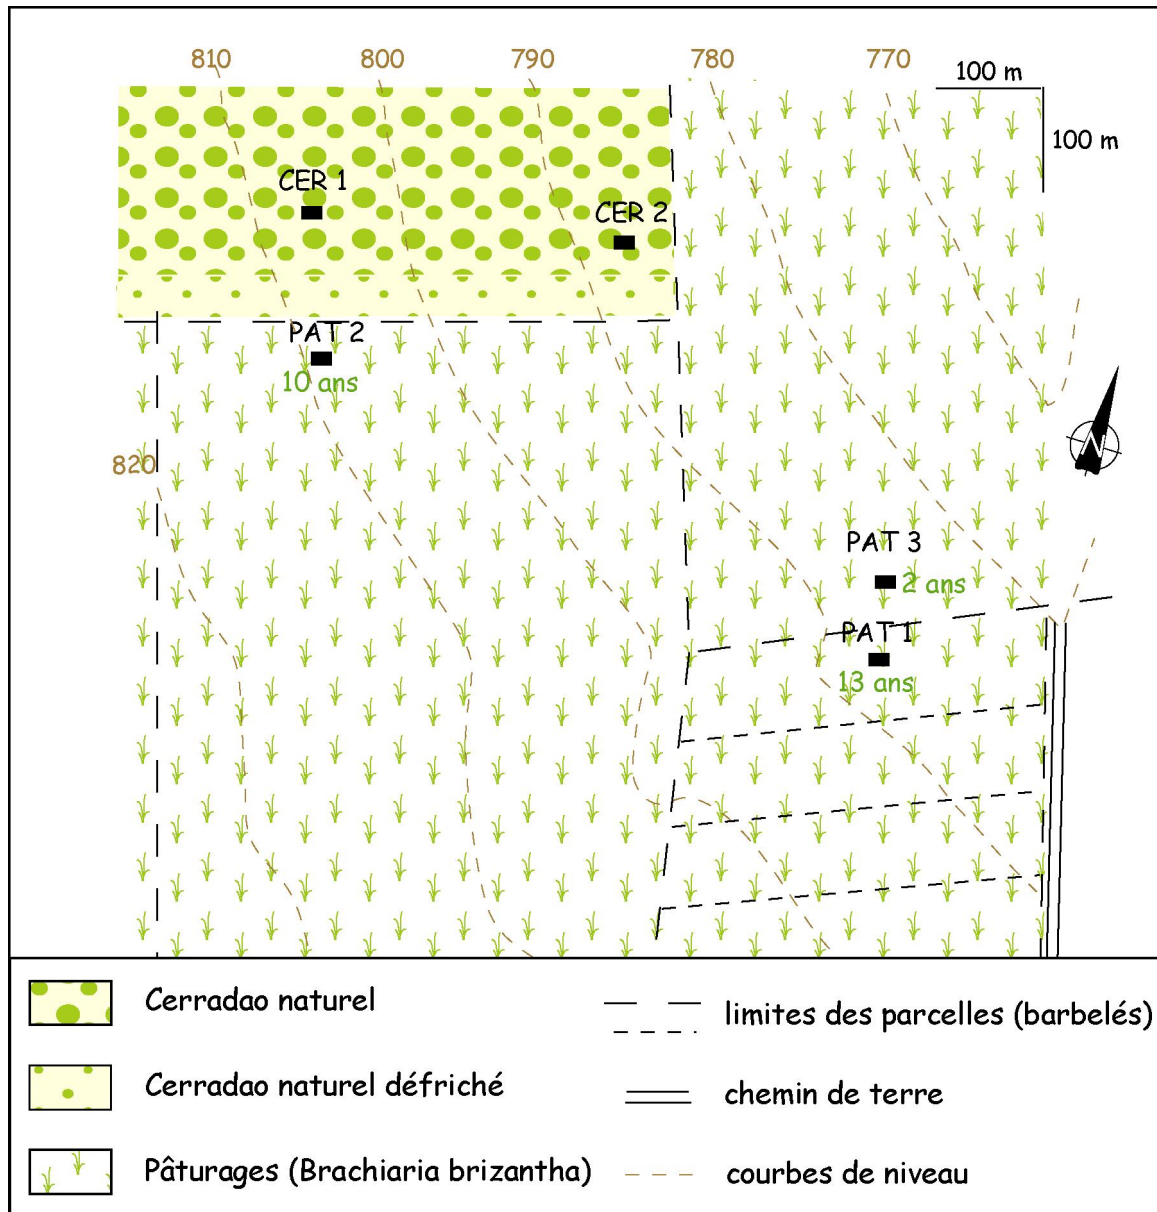 810 800 790 780 770
100 m
100 m
CER 1
CER 2
PAT 2
10 ans
820
N
PAT 3
2 ans
PAT 1
13 ans
Cerradao naturel
limites des parcelles (barbelés)
Cerradao naturel défriché
chemin de terre
Pâturages (Brachiaria brizantha)
courbes de niveau